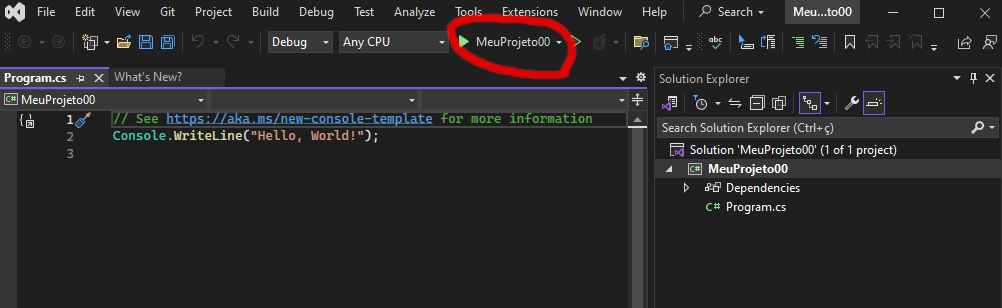 File Edit View Git Project Build Debug Test Analyze Tools Extensions Window Help Search Meu...to00
Debug Any CPU MeuProjeto00
Program.cs What's New?
MeuProjeto00
1 // See https://aka.ms/new-console-template for more information
2 Console.WriteLine("Hello, World!");
3
Solution Explorer
Search Solution Explorer (Ctrl+ç)
Solution 'MeuProjeto00' (1 of 1 project)
C# MeuProjeto00
Dependencies
C# Program.cs